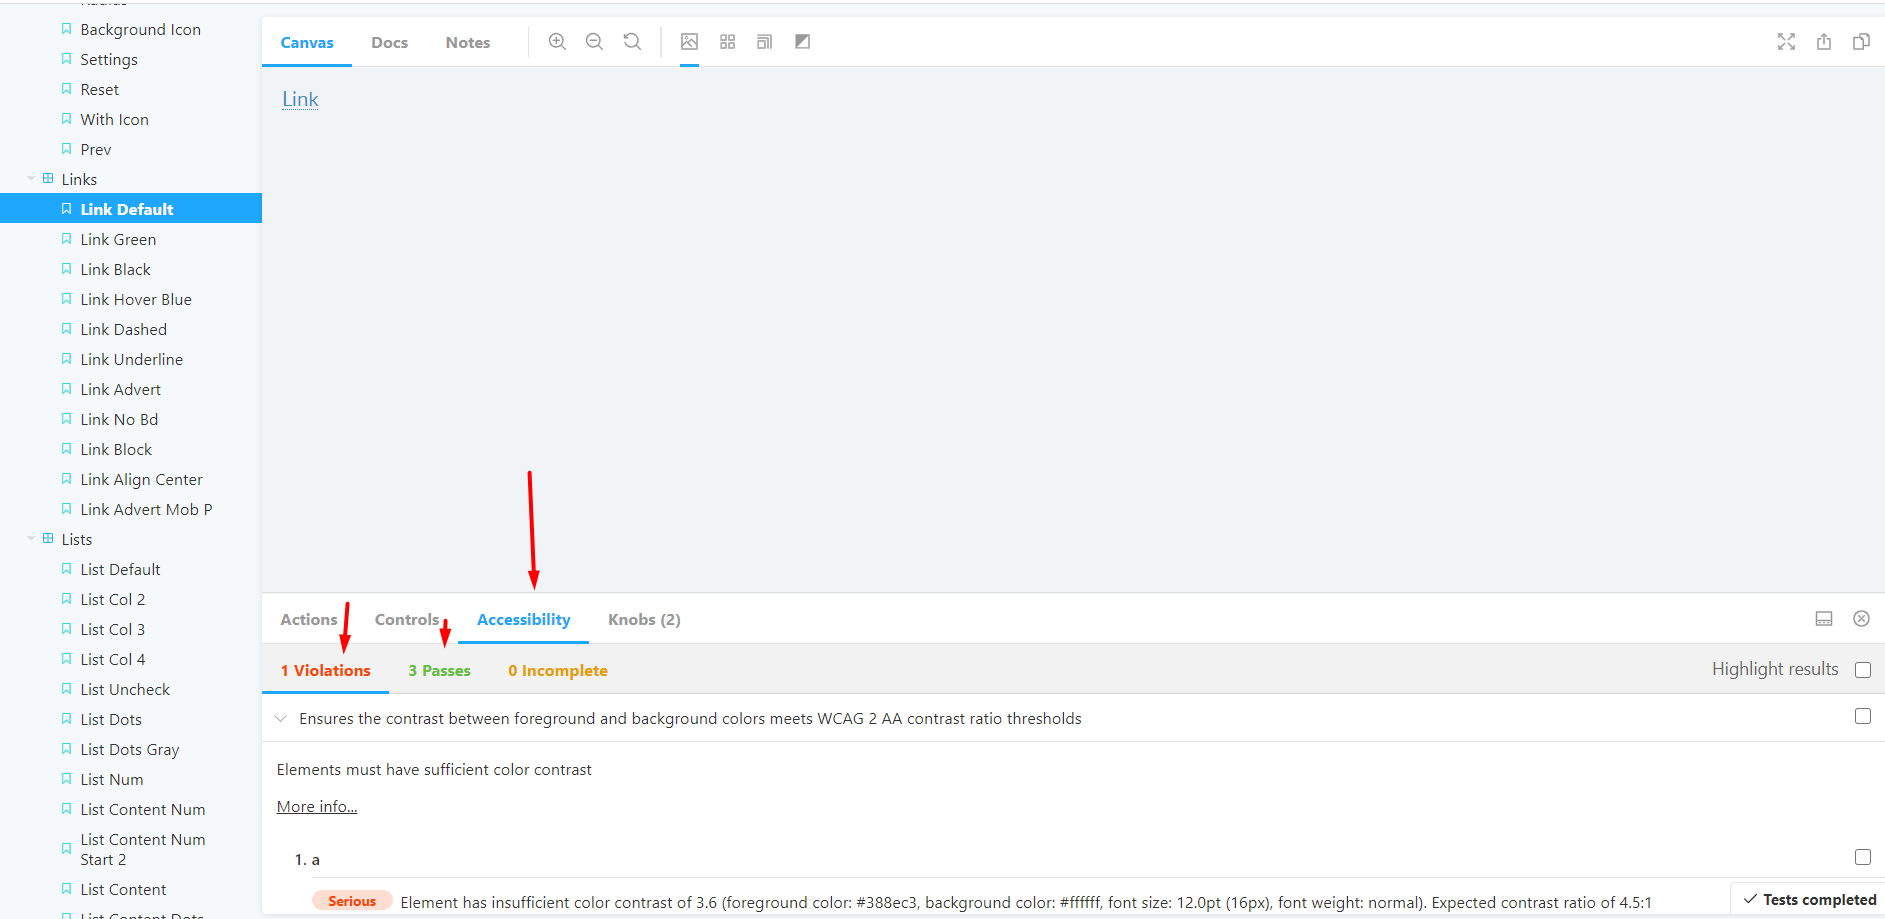 Background Icon
Settings
Reset
With Icon
Prev
Links
Link Default
Link Green
Link Black
Link Hover Blue
Link Dashed
Link Underline
Link Advert
Link No Bd
Link Block
Link Align Center
Link Advert Mob P
Lists
List Default
List Col 2
List Col 3
List Col 4
List Uncheck
List Dots
List Dots Gray
List Num
List Content Num
List Content Num
Start 2
List Content
List Content Dots
Canvas Docs Notes
Link
Actions Controls Accessibility Knobs (2)
1 Violations 3 Passes 0 Incomplete Highlight results
Ensures the contrast between foreground and background colors meets WCAG 2 AA contrast ratio thresholds
Elements must have sufficient color contrast
More info...
1. a
Serious Element has insufficient color contrast of 3.6 (foreground color: #388ec3, background color: #ffffff, font size: 12.0pt (16px), font weight: normal). Expected contrast ratio of 4.5:1
Tests completed